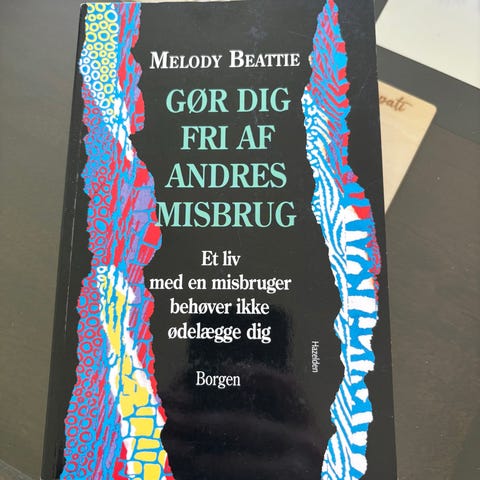 MELODY BEATTIE
GØR DIG
FRI AF
ANDRES
MISBRUG
Et liv
med en misbruger
behøver ikke
ødelægge dig
Hazelden
Borgen